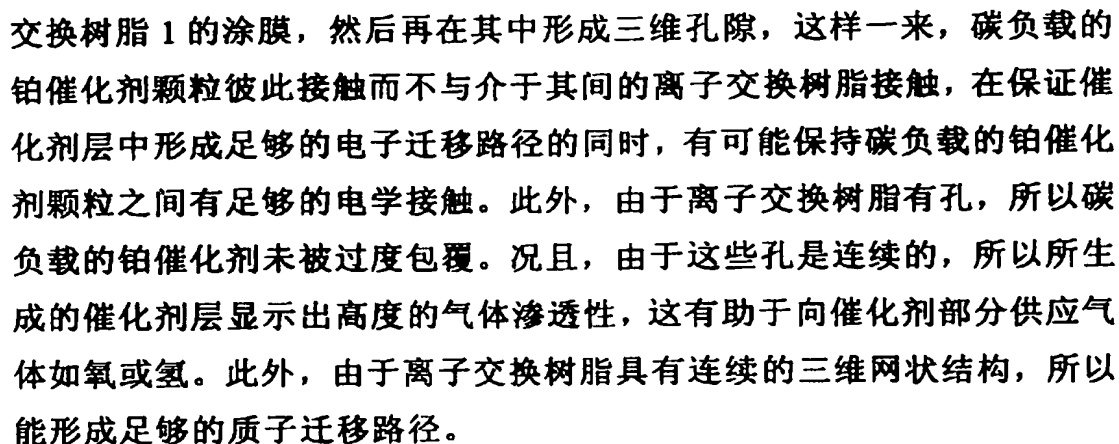 交换树脂 1 的涂膜，然后再在其中形成三维孔隙，这样一来，碳负载的
铂催化剂颗粒彼此接触而不与介于其间的离子交换树脂接触，在保证催
化剂层中形成足够的电子迁移路径的同时，有可能保持碳负载的铂催化
剂颗粒之间有足够的电学接触。此外，由于离子交换树脂有孔，所以碳
负载的铂催化剂未被过度包覆。况且，由于这些孔是连续的，所以所生
成的催化剂层显示出高度的气体渗透性，这有助于向催化剂部分供应气
体如氧或氢。此外，由于离子交换树脂具有连续的三维网状结构，所以
能形成足够的质子迁移路径。